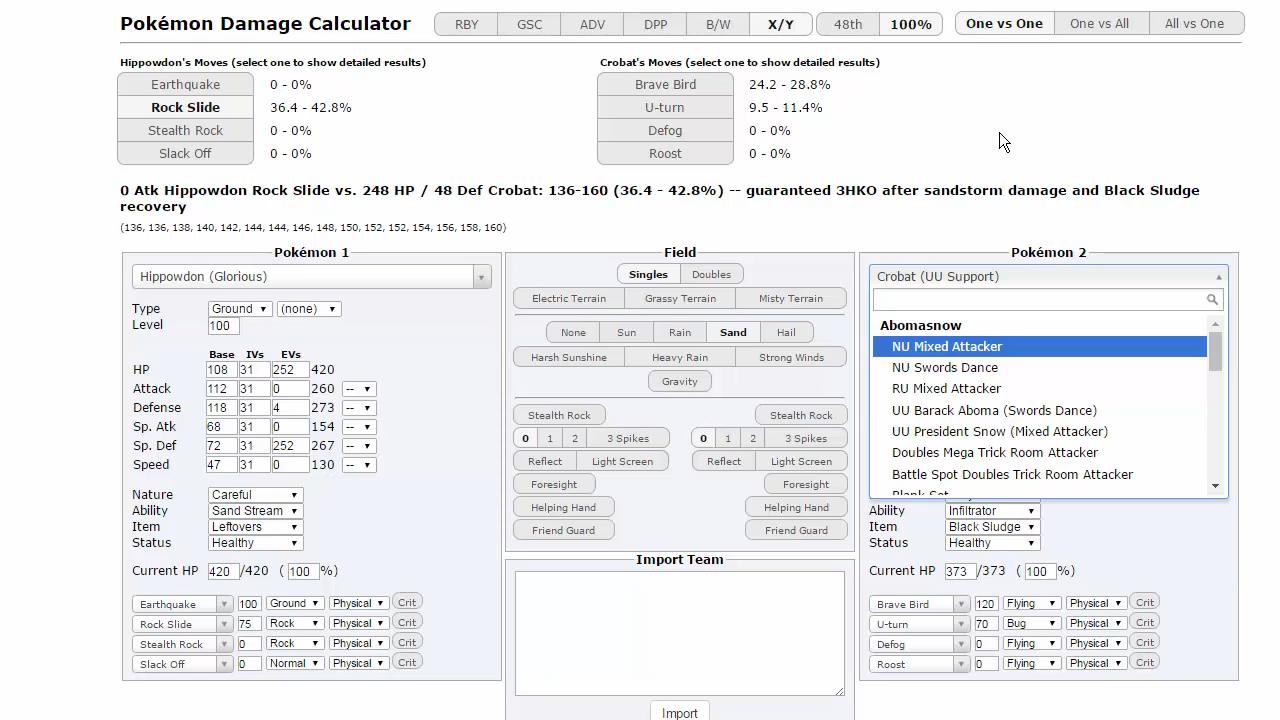 Pokémon Damage Calculator
RBY GSC ADV DPP B/W X/Y 48th 100% One vs One One vs All All vs One
Hippowdon's Moves (select one to show detailed results)
Earthquake 0 - 0%
Rock Slide 36.4 - 42.8%
Stealth Rock 0 - 0%
Slack Off 0 - 0%
Crobat's Moves (select one to show detailed results)
Brave Bird 24.2 - 28.8%
U-turn 9.5 - 11.4%
Defog 0 - 0%
Roost 0 - 0%
0 Atk Hippowdon Rock Slide vs. 248 HP / 48 Def Crobat: 136-160 (36.4 - 42.8%) -- guaranteed 3HKO after sandstorm damage and Black Sludge
recovery
(136, 136, 138, 140, 142, 144, 144, 146, 148, 150, 152, 152, 154, 156, 158, 160)
Pokémon 1
Hippowdon (Glorious)
Type Ground (none)
Level 100
Base IVs EVs
HP 108 31 252 420
Attack 112 31 0 260 --
Defense 118 31 4 273 --
Sp. Atk 68 31 0 154 --
Sp. Def 72 31 252 267 --
Speed 47 31 0 130 --
Nature Careful
Ability Sand Stream
Item Leftovers
Status Healthy
Current HP 420 /420 ( 100 %)
Earthquake 100 Ground Physical Crit
Rock Slide 75 Rock Physical Crit
Stealth Rock 0 Rock Physical Crit
Slack Off 0 Normal Physical Crit
Field
Singles Doubles
Electric Terrain Grassy Terrain Misty Terrain
None Sun Rain Sand Hail
Harsh Sunshine Heavy Rain Strong Winds
Gravity
Stealth Rock Stealth Rock
0 1 2 3 Spikes 0 1 2 3 Spikes
Reflect Light Screen Reflect Light Screen
Foresight Foresight
Helping Hand Helping Hand
Friend Guard Friend Guard
Import Team
Import
Pokémon 2
Crobat (UU Support)
Abomasnow
NU Mixed Attacker
NU Swords Dance
RU Mixed Attacker
UU Barack Aboma (Swords Dance)
UU President Snow (Mixed Attacker)
Doubles Mega Trick Room Attacker
Battle Spot Doubles Trick Room Attacker
Blank Set
Ability Infiltrator
Item Black Sludge
Status Healthy
Current HP 373 /373 ( 100 %)
Brave Bird 120 Flying Physical Crit
U-turn 70 Bug Physical Crit
Defog 0 Flying Physical Crit
Roost 0 Flying Physical Crit